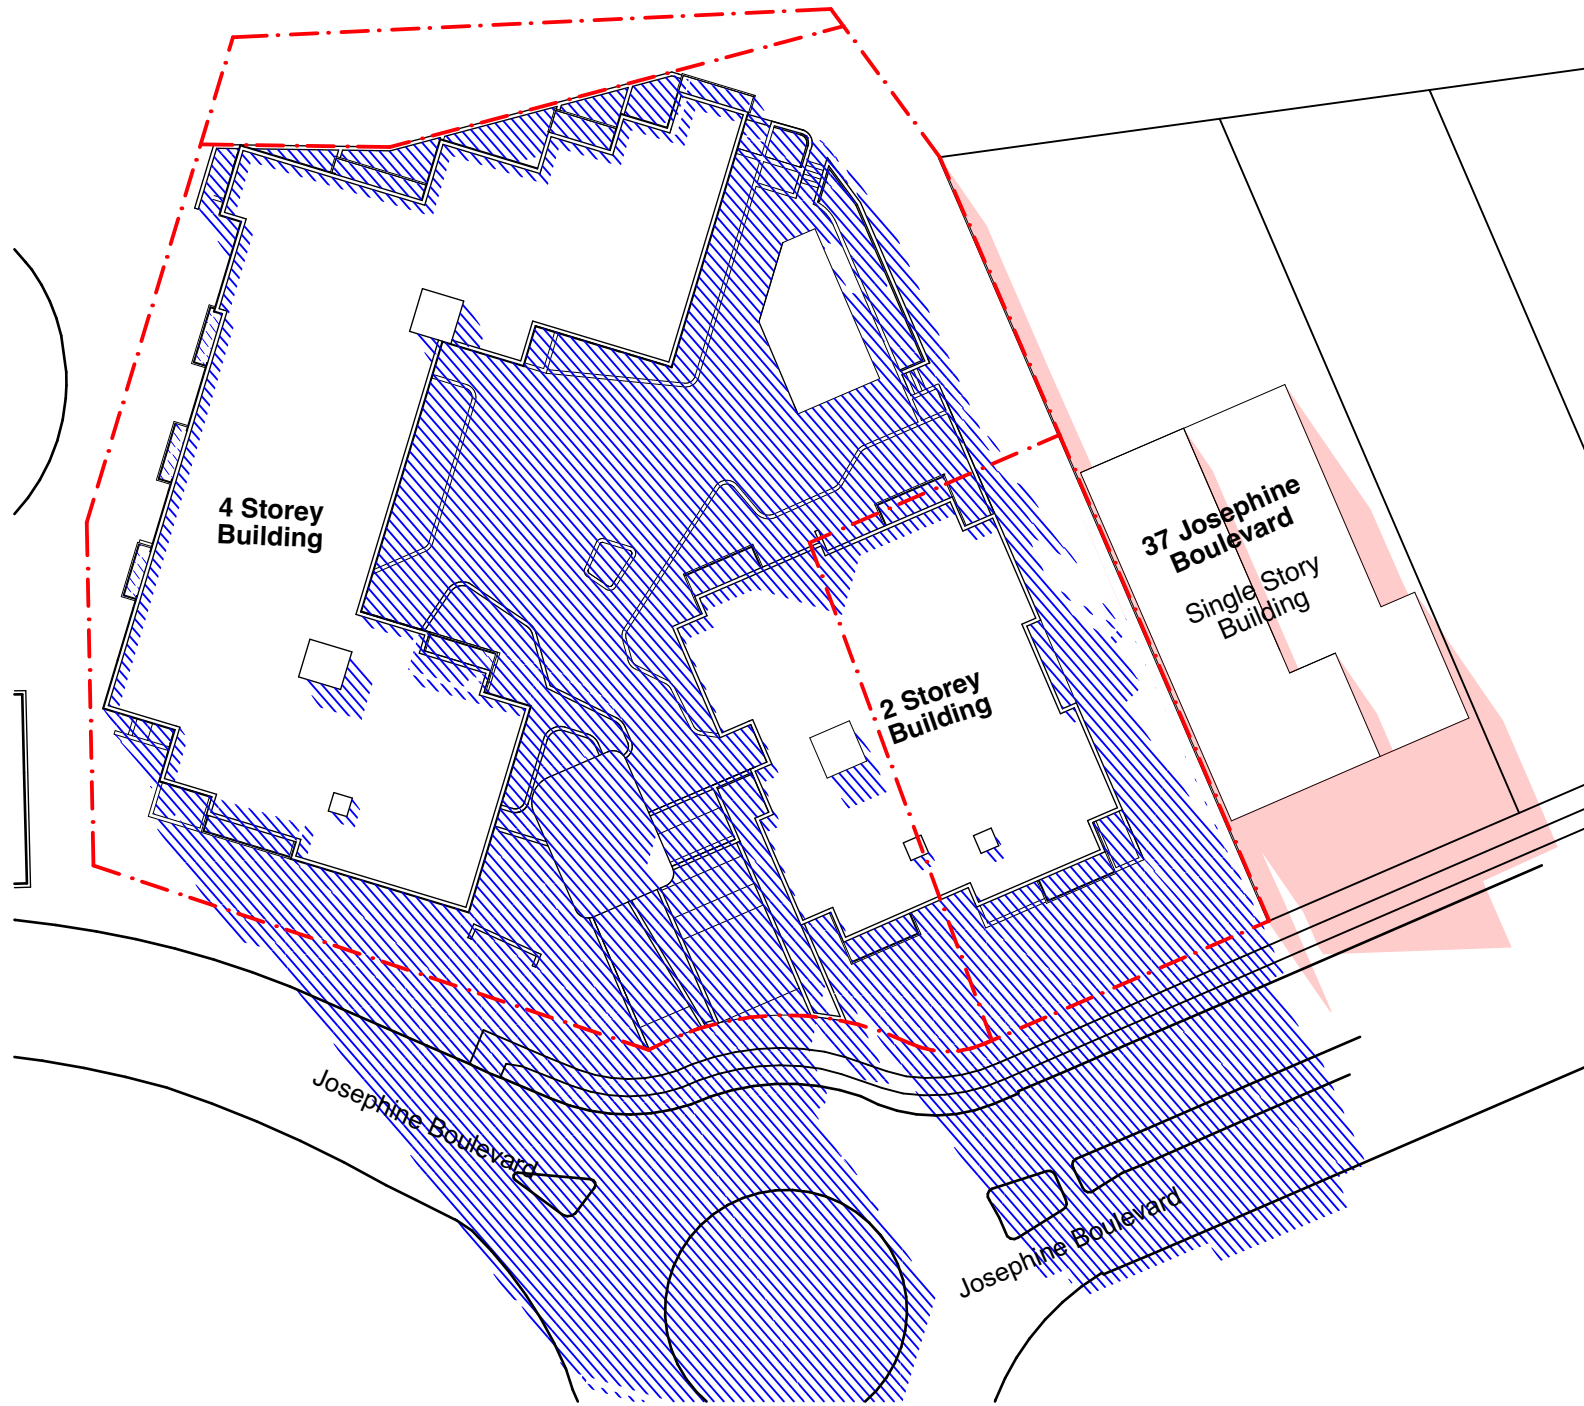 4 Storey
Building
37 Josephine
Boulevard
Single Story
Building
2 Storey
Building
Josephine Boulevard
Josephine Boulevard